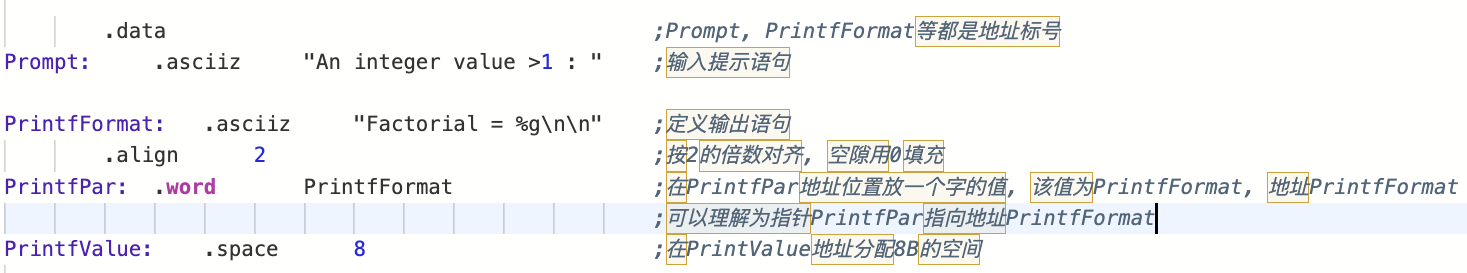 .data ;Prompt, PrintfFormat等都是地址标号
Prompt: .asciiz "An integer value >1 : " ;输入提示语句
PrintfFormat: .asciiz "Factorial = %g\n\n" ;定义输出语句
.align 2 ;按2的倍数对齐, 空隙用0填充
PrintfPar: .word PrintfFormat ;在PrintfPar地址位置放一个字的值, 该值为PrintfFormat, 地址PrintfFormat
;可以理解为指针PrintfPar指向地址PrintfFormat
PrintfValue: .space 8 ;在PrintValue地址分配8B的空间